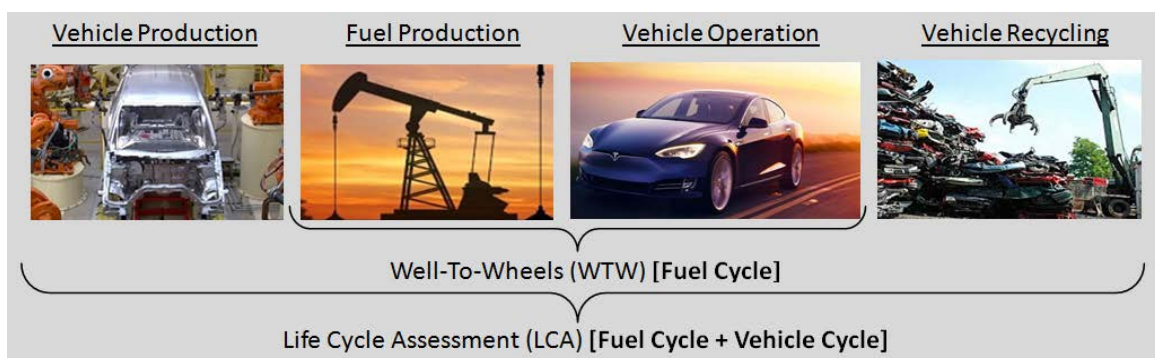 Vehicle Production
Fuel Production
Vehicle Operation
Vehicle Recycling
Well-To-Wheels (WTW) [Fuel Cycle]
Life Cycle Assessment (LCA) [Fuel Cycle + Vehicle Cycle]